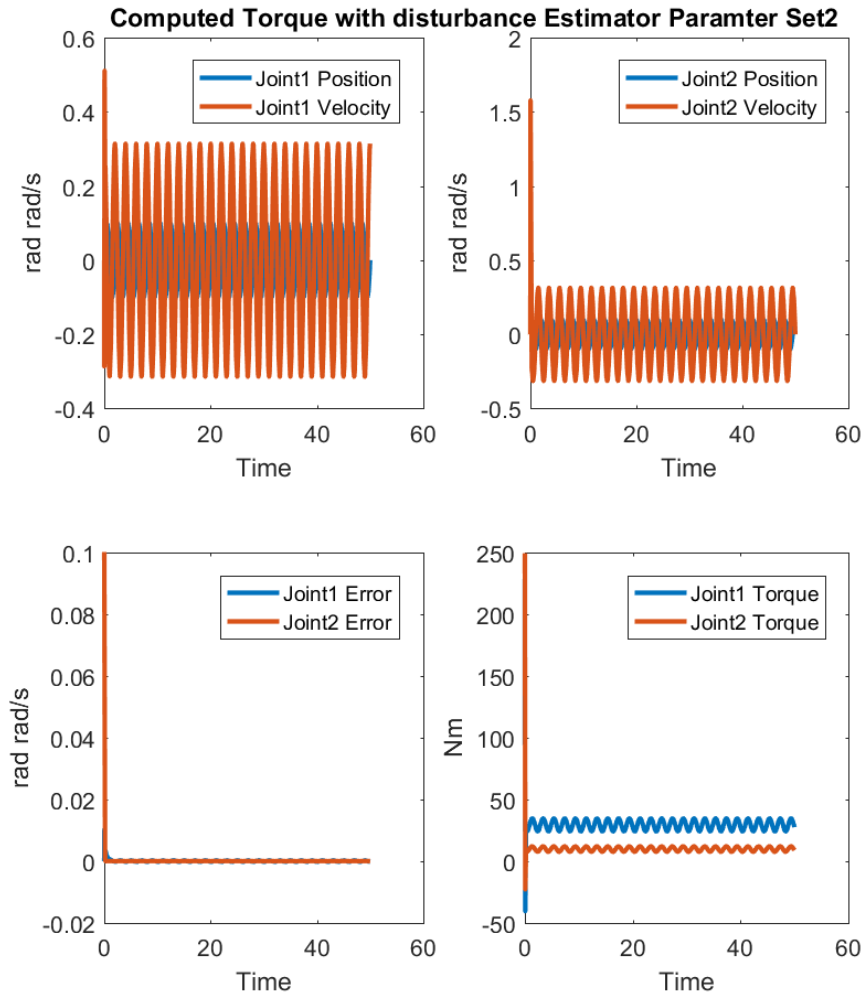 Computed Torque with disturbance Estimator Paramter Set2
0.6
0.4
0.2
0
-0.2
-0.4
rad rad/s
Joint1 Position
Joint1 Velocity
0
20
40
60
Time
2
1.5
1
0.5
0
-0.5
rad rad/s
Joint2 Position
Joint2 Velocity
0
20
40
60
Time
0.1
0.08
0.06
0.04
0.02
0
-0.02
rad rad/s
Joint1 Error
Joint2 Error
0
20
40
60
Time
250
200
150
100
50
0
-50
Nm
Joint1 Torque
Joint2 Torque
0
20
40
60
Time